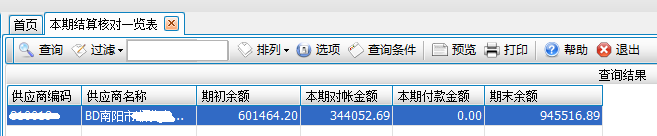 首页 本期结算核对一览表
查询 过滤 排列 选项 查询条件 预览 打印 帮助 退出
查询结果
供应商编码 供应商名称 期初余额 本期对帐金额 本期付款金额 期末余额
BD南阳市 ... 601464.20 344052.69 0.00 945516.89